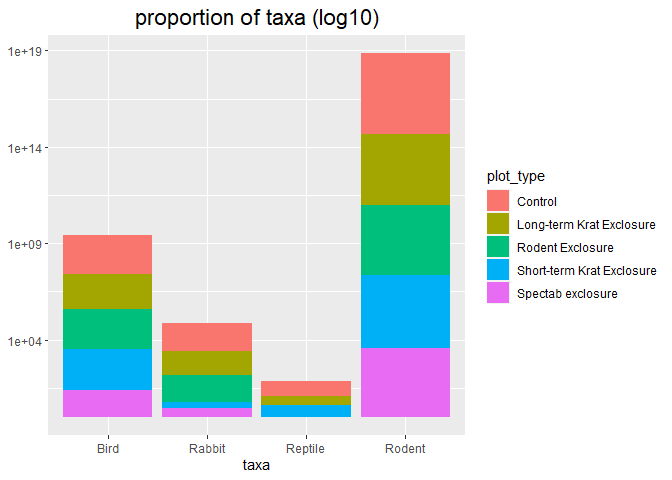 proportion of taxa (log10)
1e+19
1e+14
1e+09
1e+04
Bird
Rabbit
Reptile
Rodent
taxa
plot_type
Control
Long-term Krat Exclosure
Rodent Exclosure
Short-term Krat Exclosure
Spectab exclosure